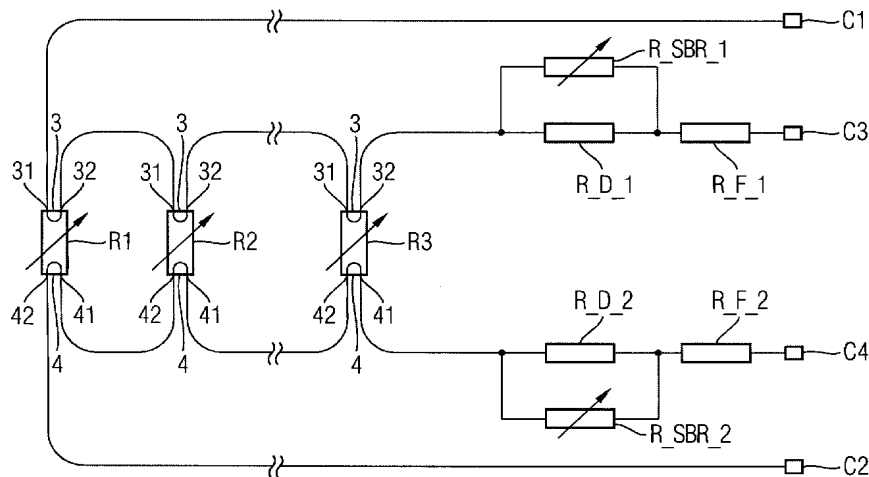 C1
R_SBR_1
3 3 3
C3
31 32 31 32 31 32
R_D_1 R_F_1
R1 R2 R3
42 41 42 41 42 41
R_D_2 R_F_2
4 4 4
C4
R_SBR_2
C2